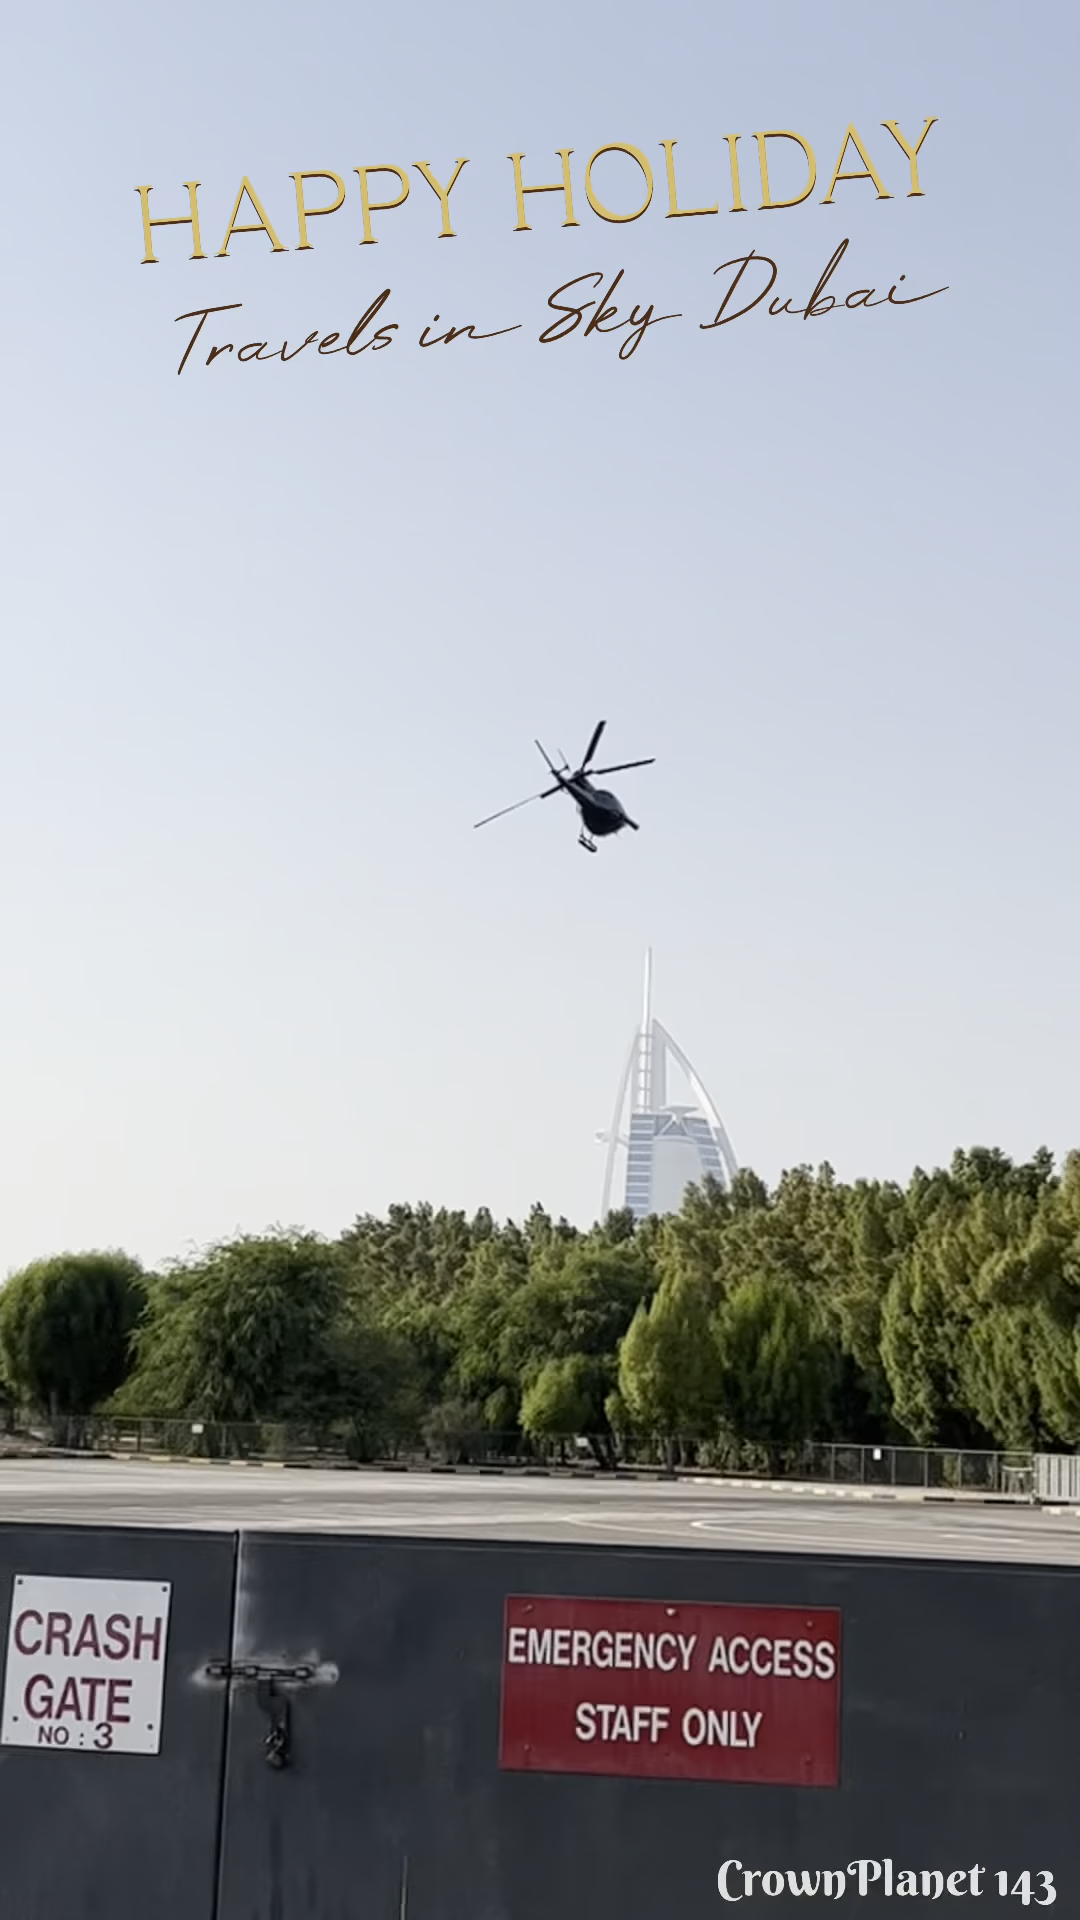 HAPPY HOLIDAY
Travels in Sky Dubai
CRASH
GATE
NO : 3
EMERGENCY ACCESS
STAFF ONLY
CrownPlanet 143